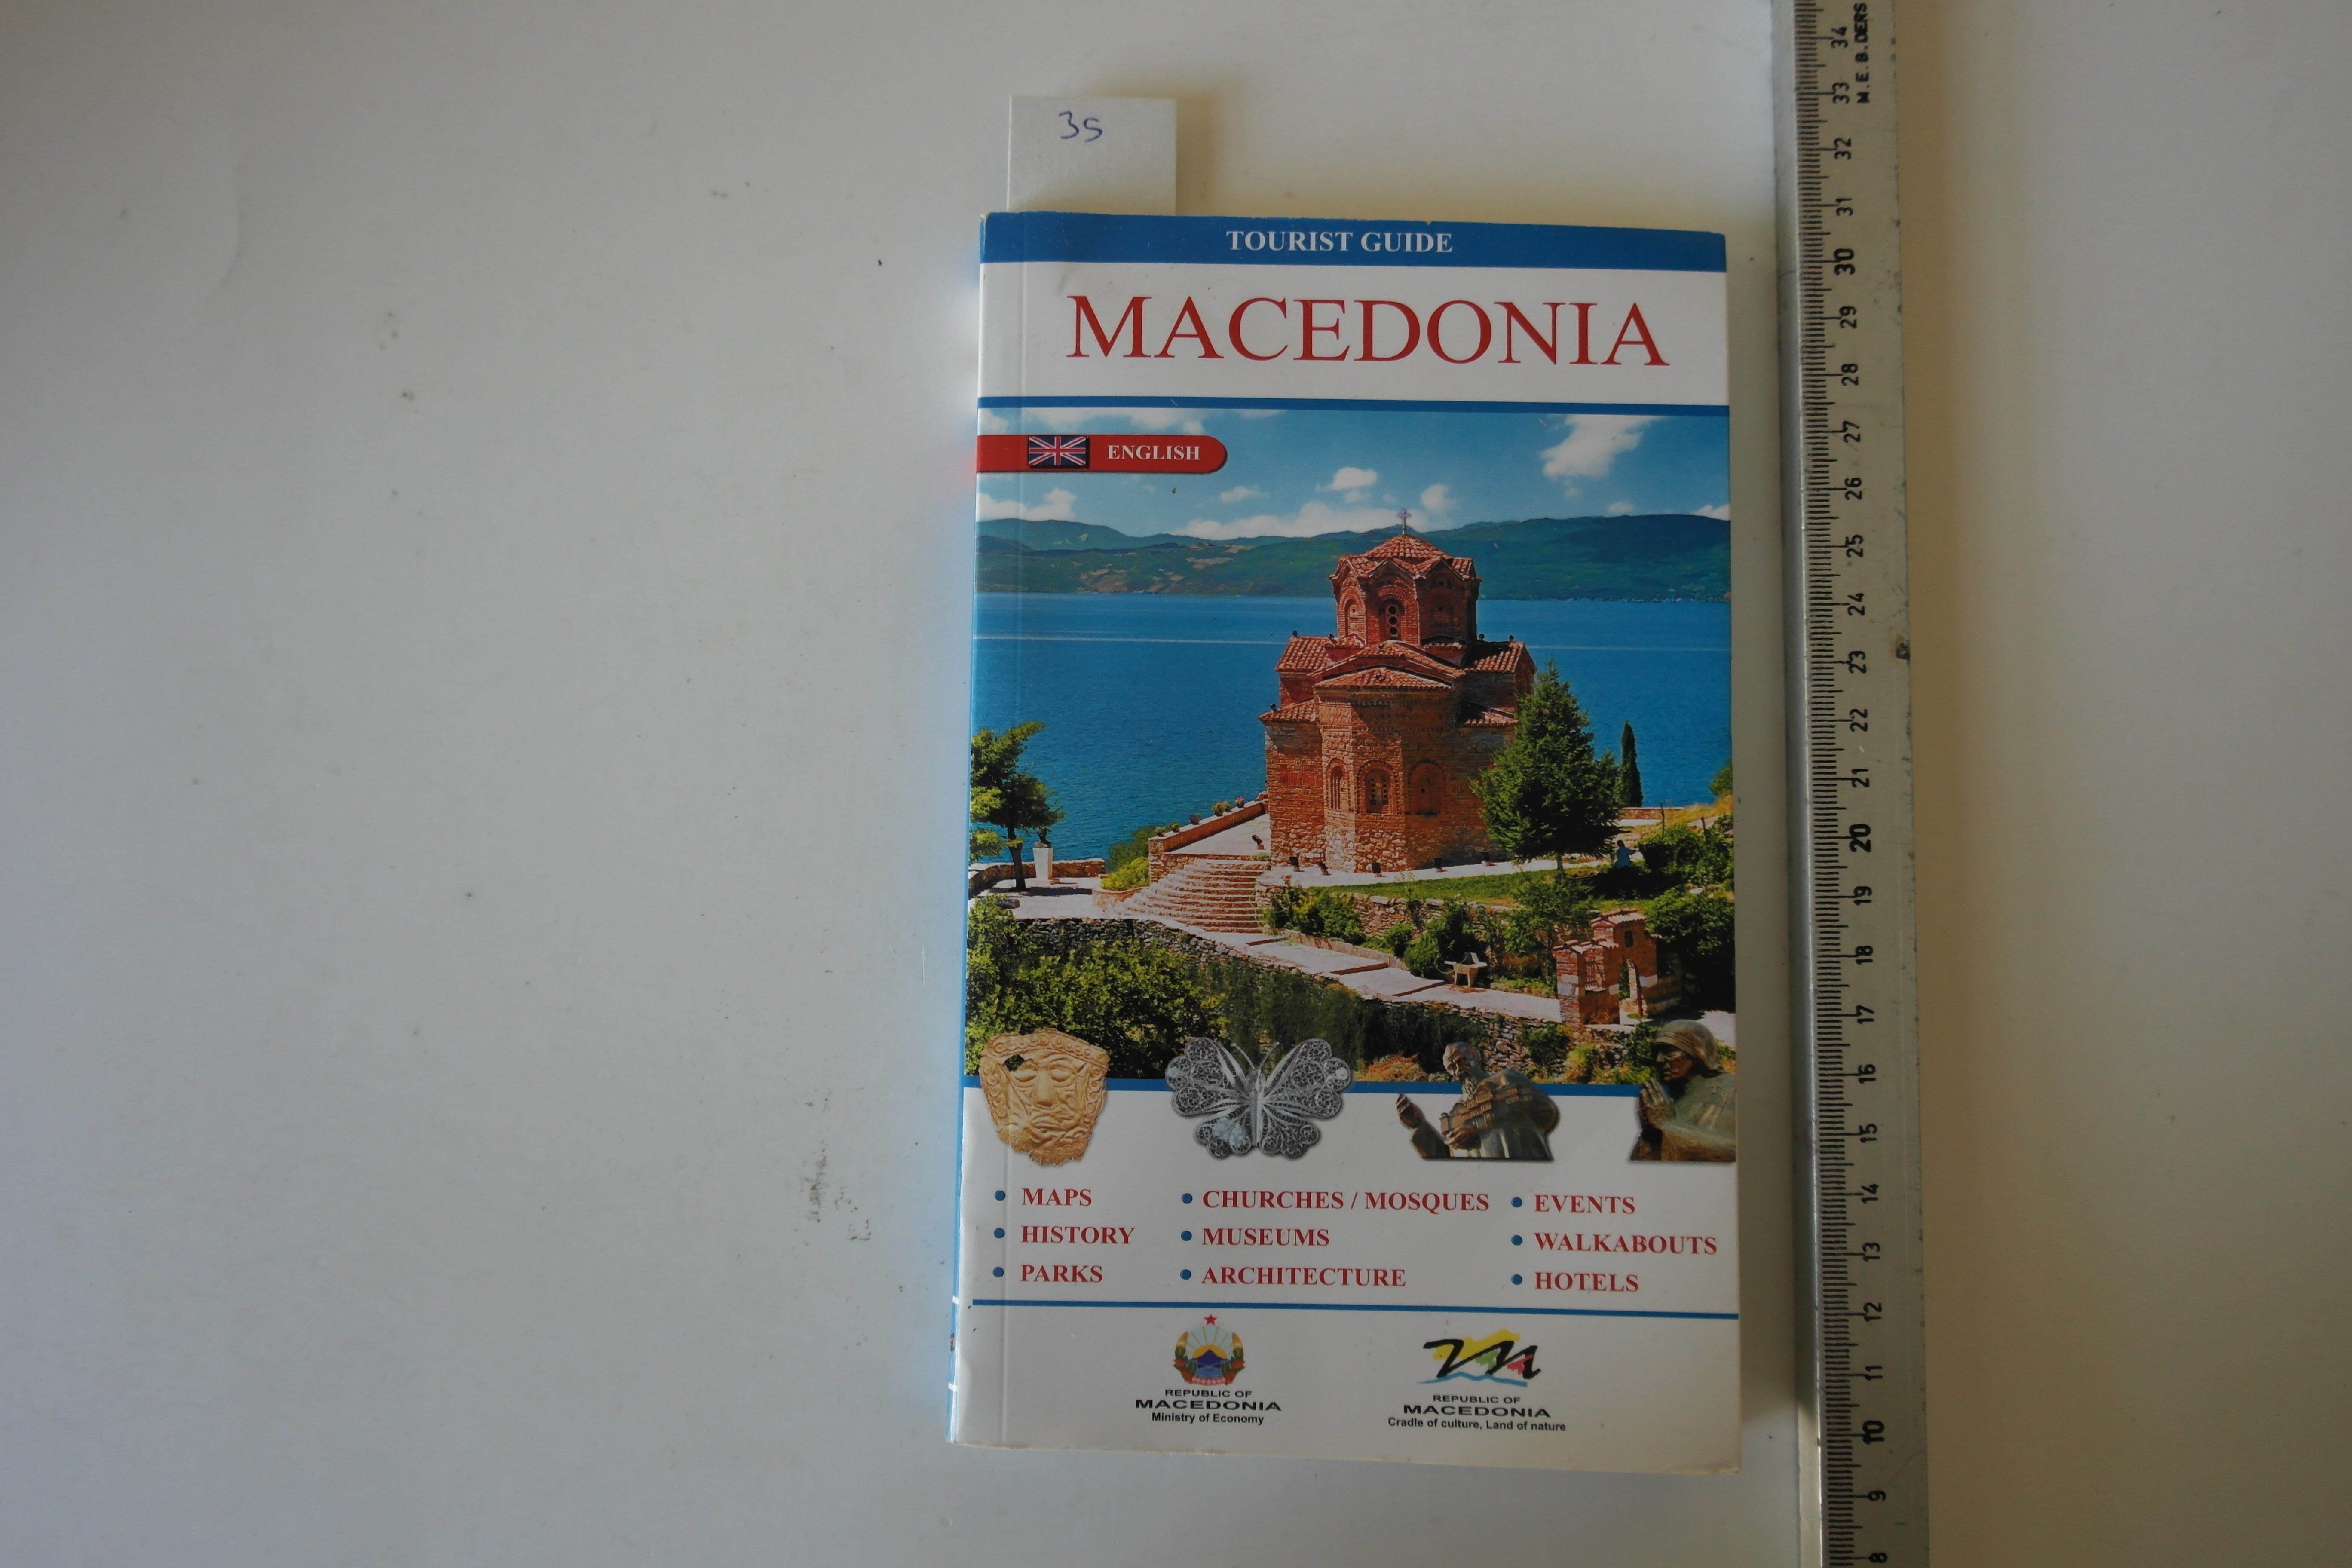 35
TOURIST GUIDE
MACEDONIA
ENGLISH
• MAPS
• HISTORY
• PARKS
• CHURCHES / MOSQUES
• MUSEUMS
• ARCHITECTURE
• EVENTS
• WALKABOUTS
• HOTELS
REPUBLIC OF
MACEDONIA
Ministry of Economy
REPUBLIC OF
MACEDONIA
Cradle of culture, Land of nature
M.E.B.DERS
34
33
32
31
30
29
28
27
26
25
24
23
22
21
20
19
18
17
16
15
14
13
12
11
10
9
8